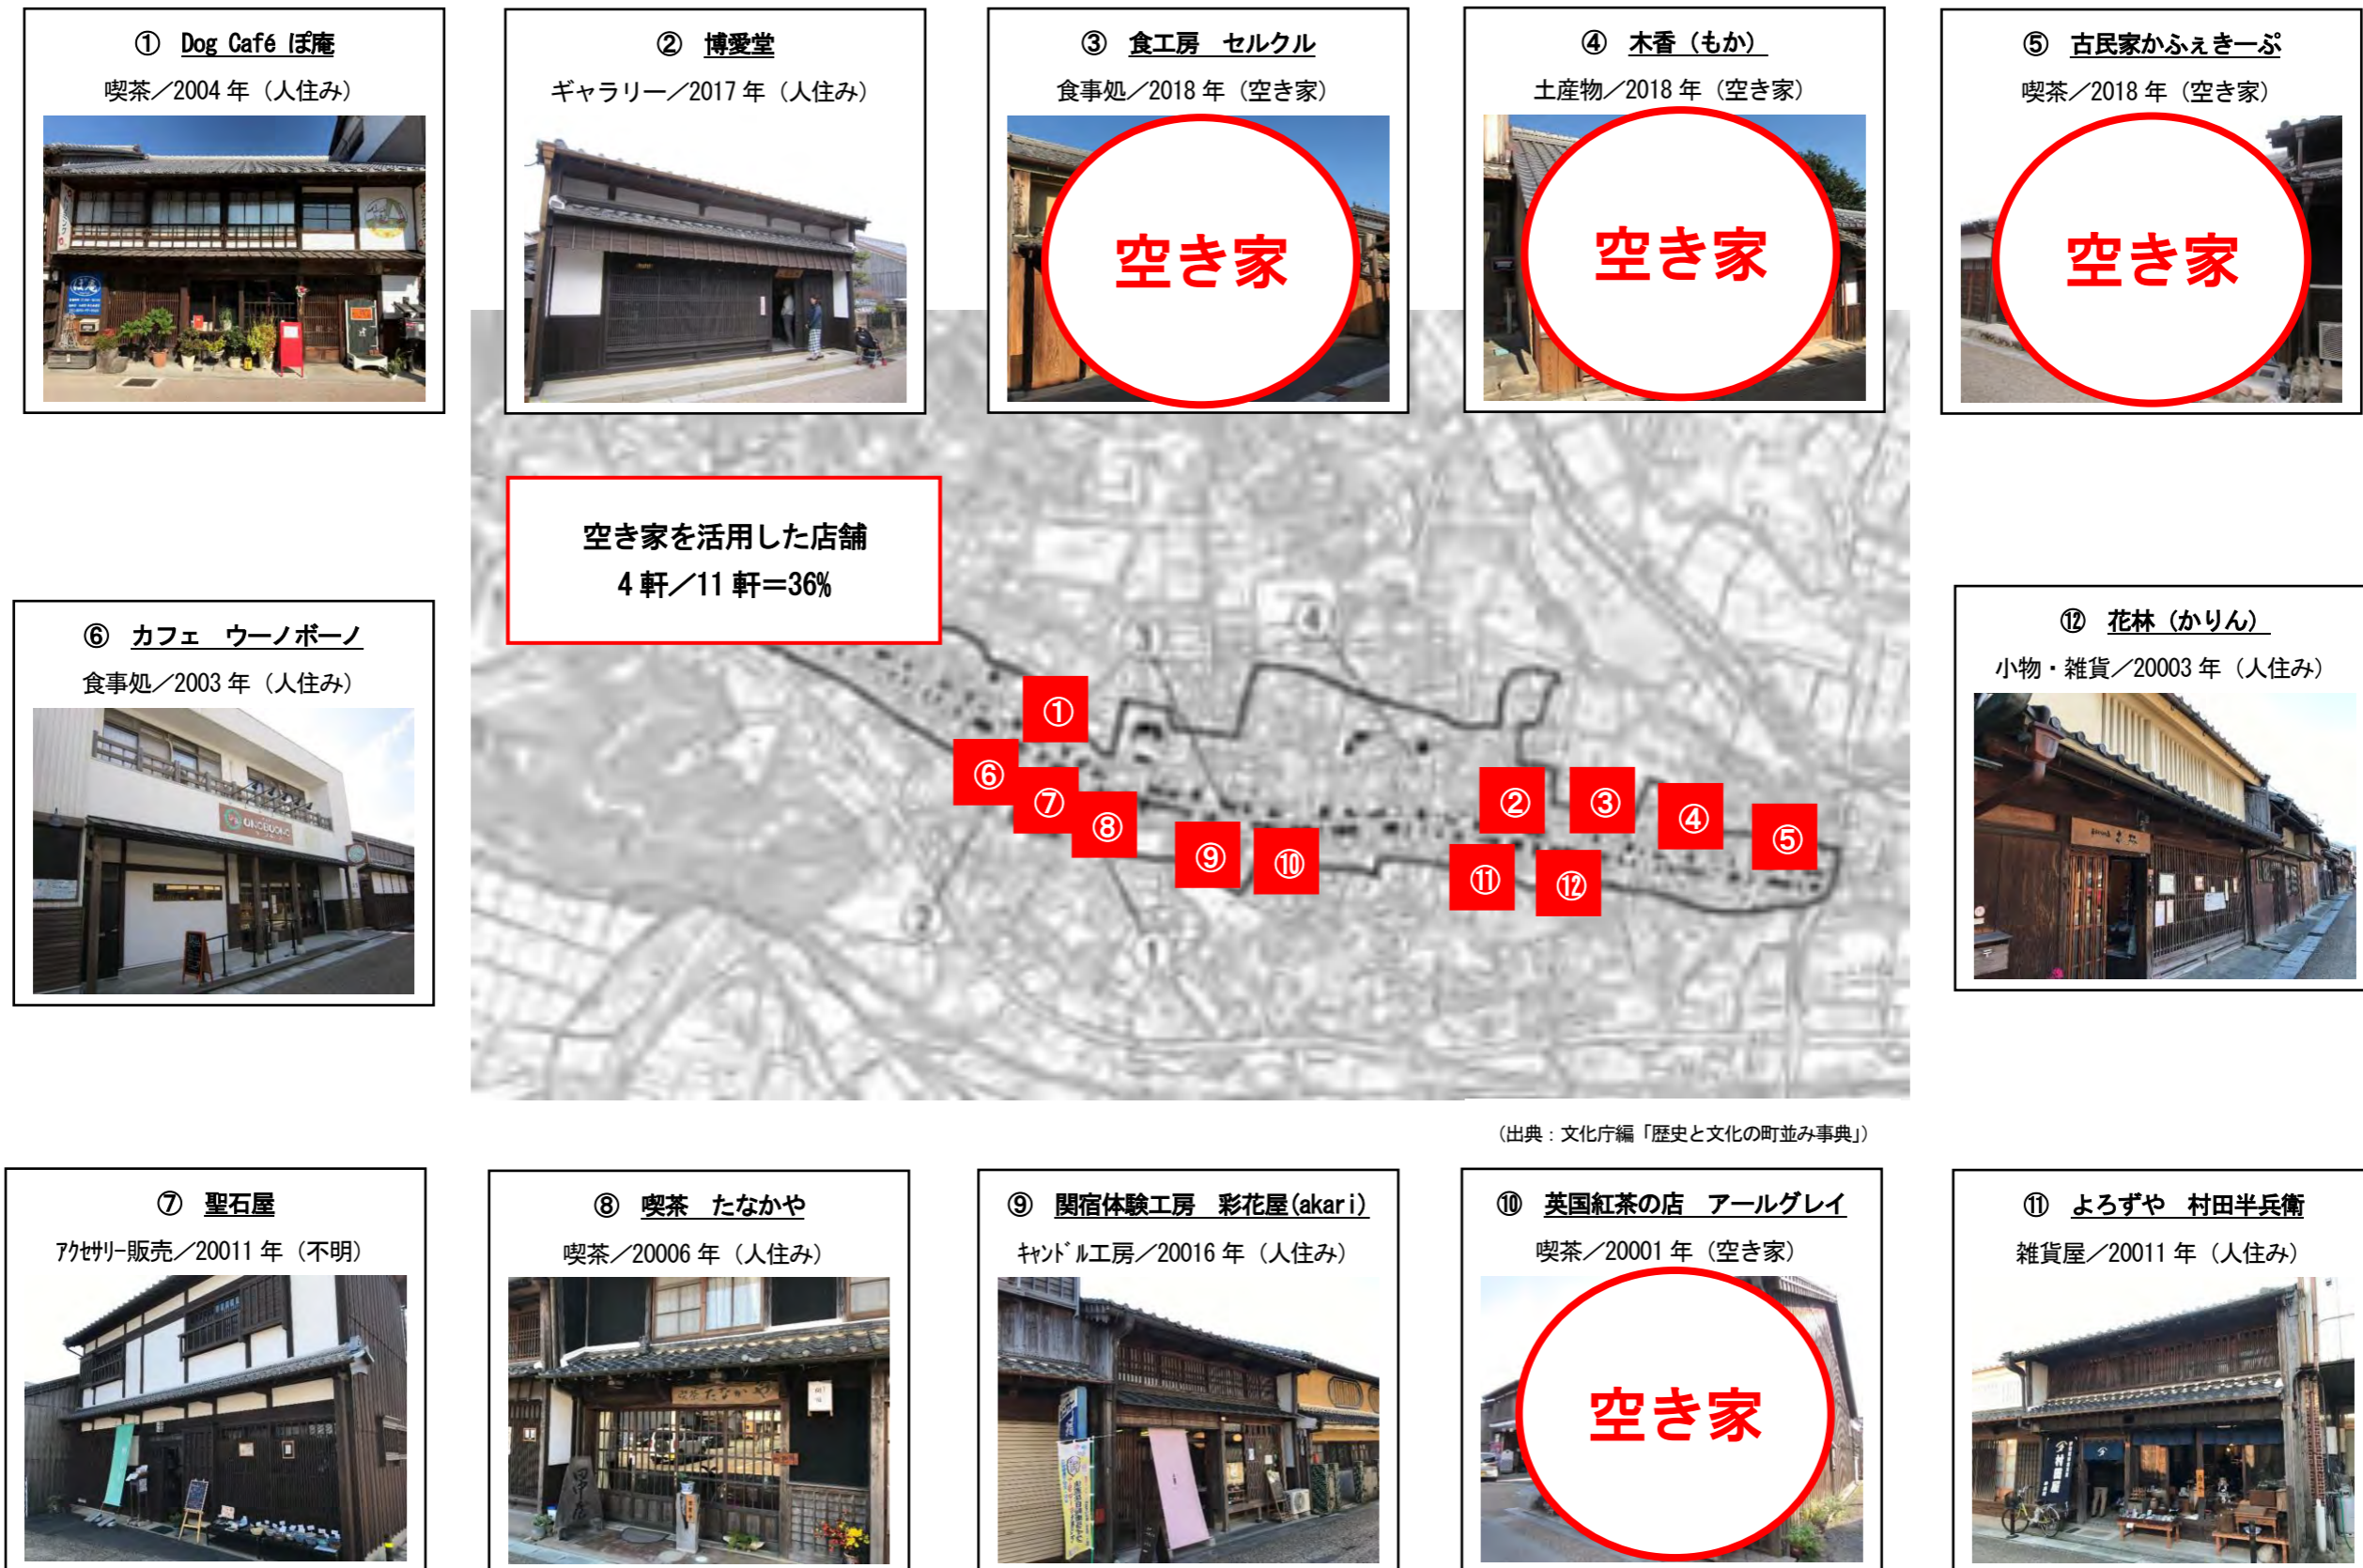 ① Dog Café ぽ庵
喫茶／2004 年（人住み）
② 博愛堂
ギャラリー／2017 年（人住み）
③ 食工房　セルクル
食事処／2018 年（空き家）
空き家
④ 木香（もか）
土産物／2018 年（空き家）
空き家
⑤ 古民家かふぇきーぷ
喫茶／2018 年（空き家）
空き家
空き家を活用した店舗
4 軒／11 軒＝36%
⑥ カフェ　ウーノボーノ
食事処／2003 年（人住み）
UNOBUONO
⑫ 花林（かりん）
小物・雑貨／20003 年（人住み）
3
④
①
⑥
⑦
⑧
⑨
⑩
②
③
④
⑤
⑪
⑫
2
1
（出典：文化庁編「歴史と文化の町並み事典」）
⑦ 聖石屋
ｱｸｾｻﾘｰ販売／20011 年（不明）
⑧ 喫茶　たなかや
喫茶／20006 年（人住み）
喫茶 たなかや
⑨ 関宿体験工房　彩花屋(akari)
ｷｬﾝﾄﾞﾙ工房／20016 年（人住み）
⑩ 英国紅茶の店　アールグレイ
喫茶／20001 年（空き家）
空き家
⑪ よろずや　村田半兵衛
雑貨屋／20011 年（人住み）